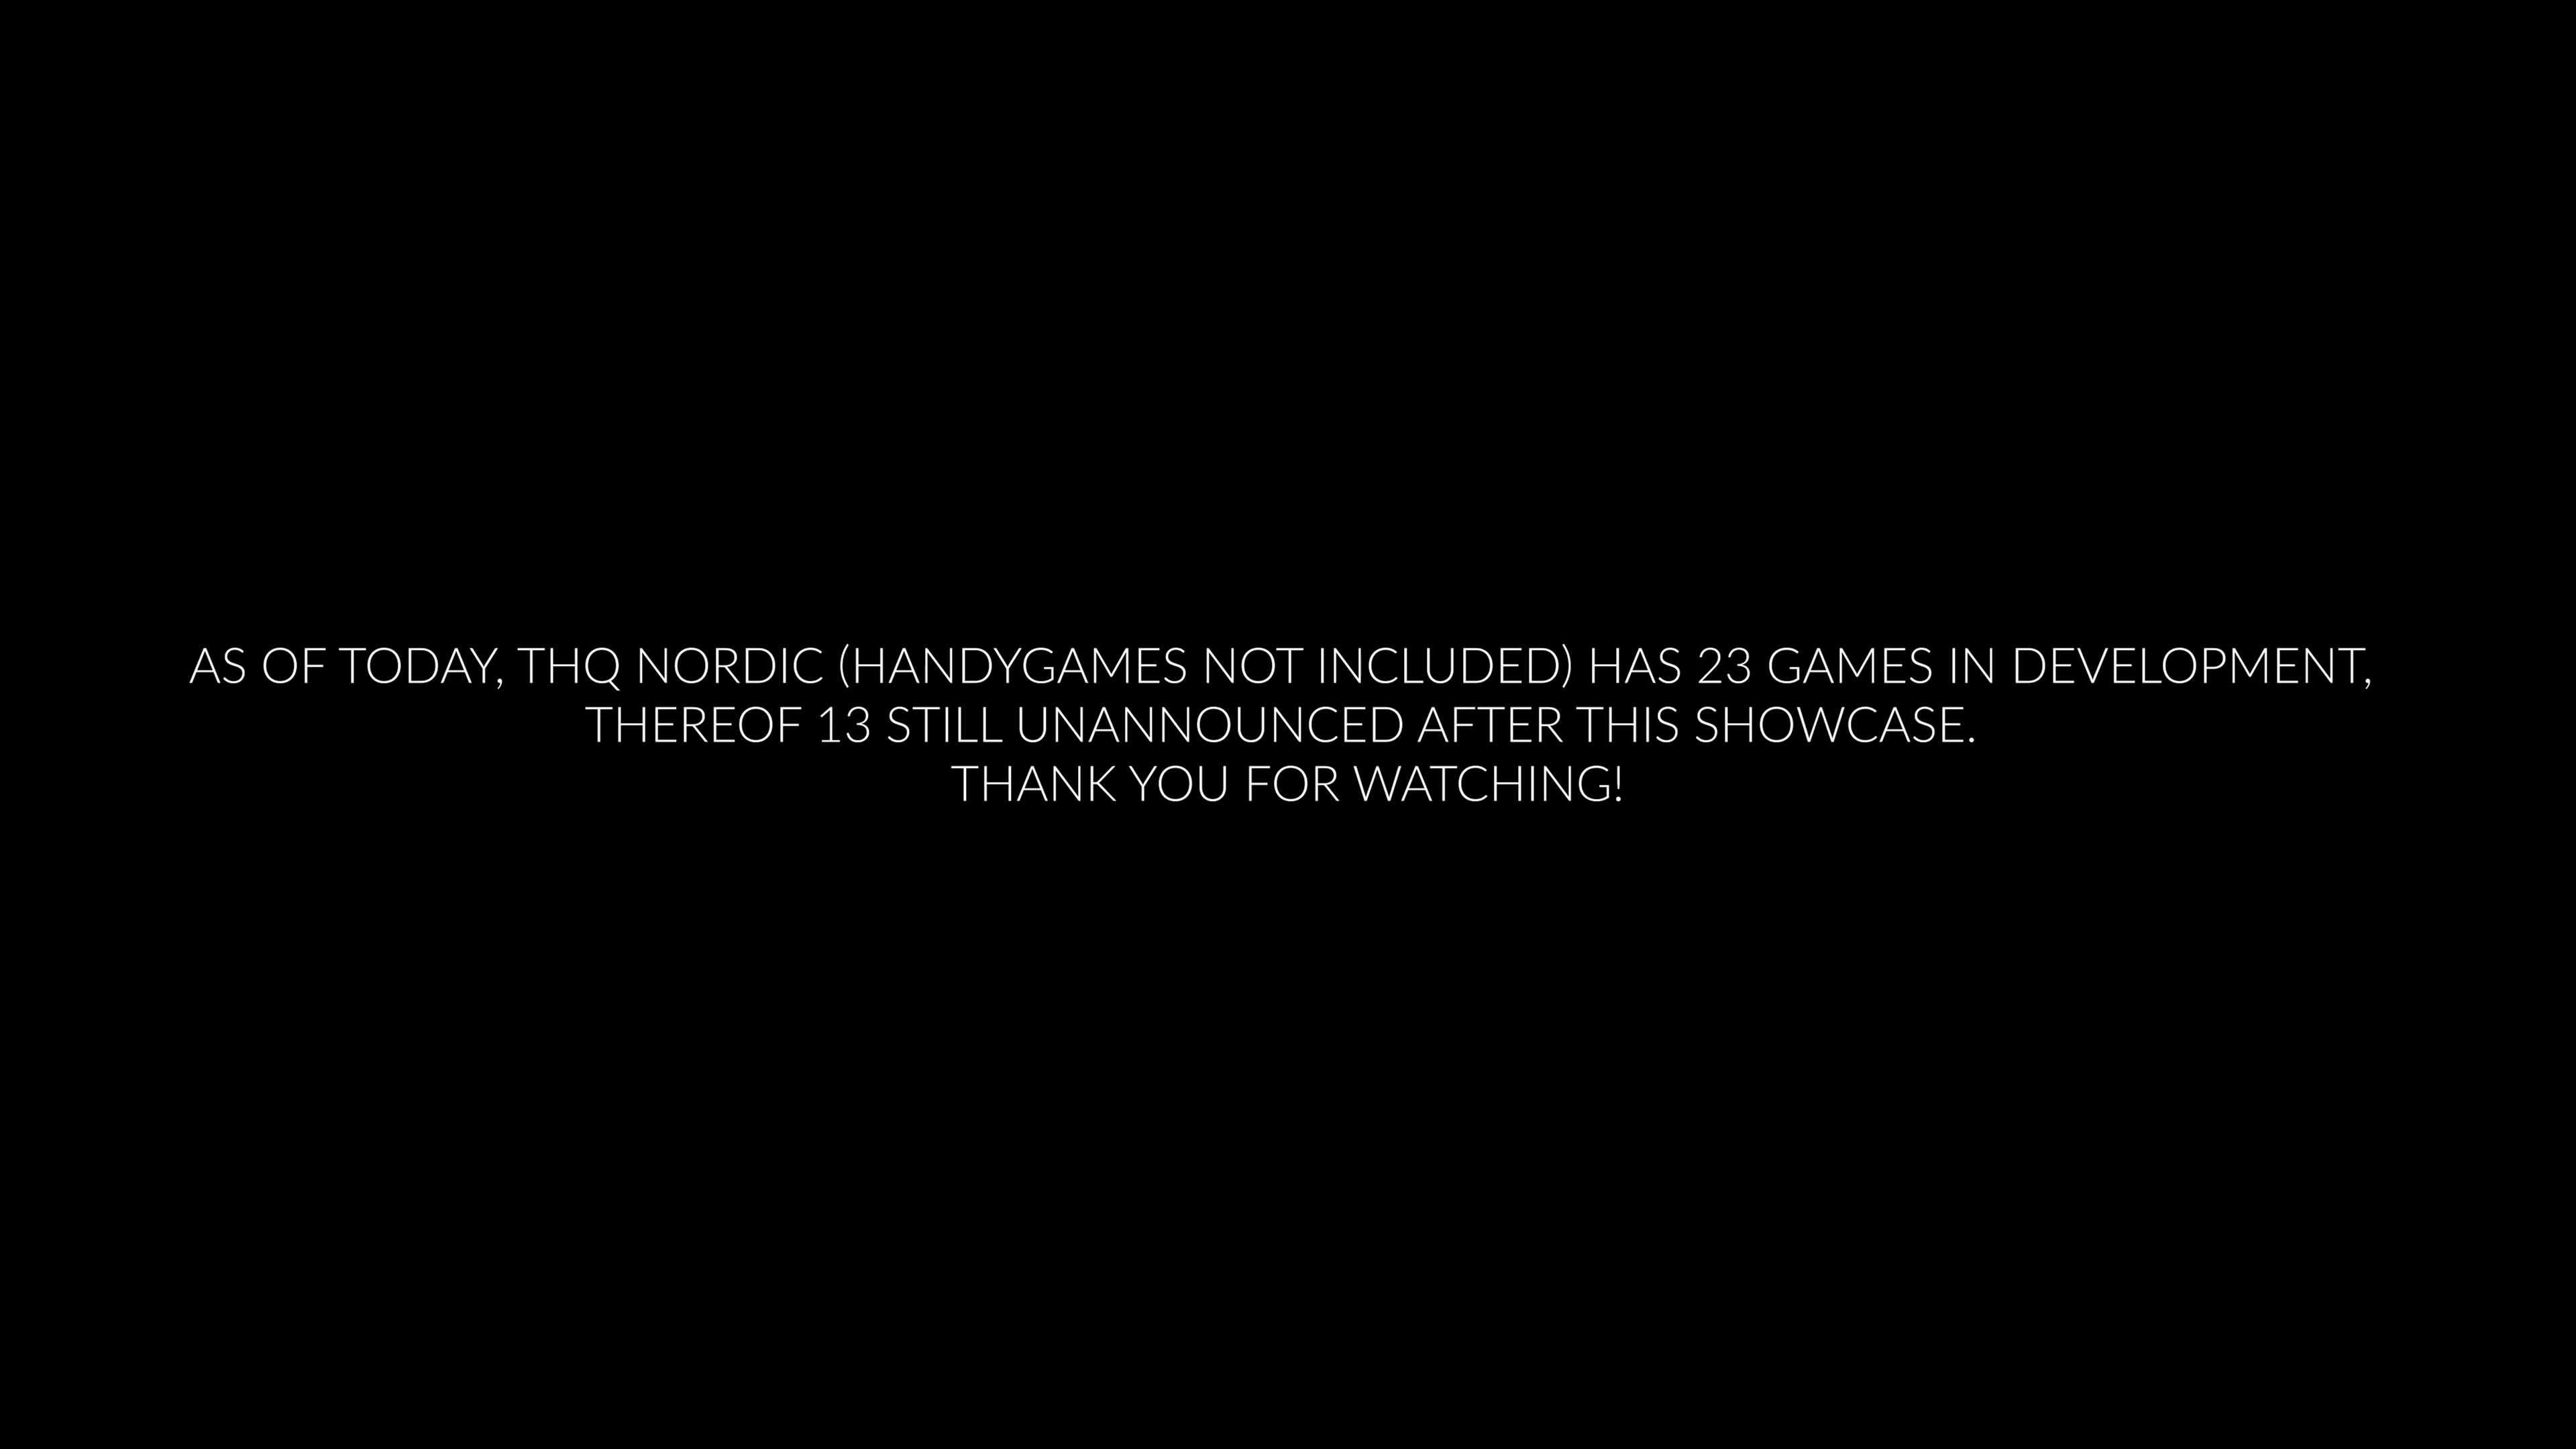 AS OF TODAY, THQ NORDIC (HANDYGAMES NOT INCLUDED) HAS 23 GAMES IN DEVELOPMENT,
THEREOF 13 STILL UNANNOUNCED AFTER THIS SHOWCASE.
THANK YOU FOR WATCHING!